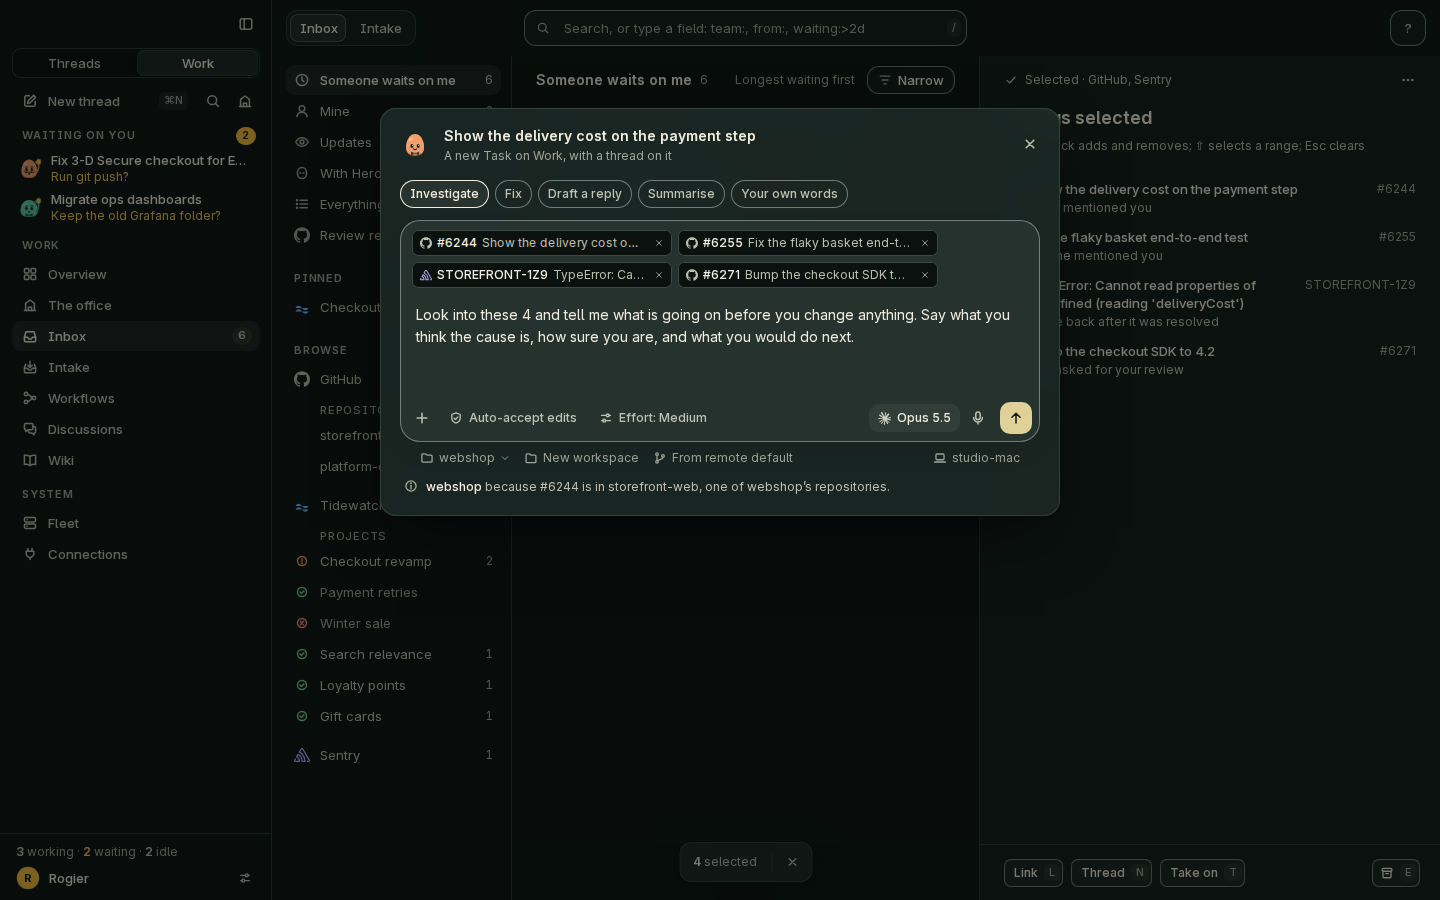 Threads
Work
New thread
⌘N
WAITING ON YOU
2
Fix 3-D Secure checkout for E…
Run git push?
Migrate ops dashboards
Keep the old Grafana folder?
WORK
Overview
The office
Inbox
6
Intake
Workflows
Discussions
Wiki
SYSTEM
Fleet
Connections
3 working · 2 waiting · 2 idle
R
Rogier
Inbox
Intake
Search, or type a field: team:, from:, waiting:>2d
/
?
Someone waits on me
6
Mine
Updates
With Herc
Everything
Review re
PINNED
Checkout
BROWSE
GitHub
REPOSITO
storefront
platform-
Tidewatc
PROJECTS
Checkout revamp
2
Payment retries
Winter sale
Search relevance
1
Loyalty points
1
Gift cards
1
Sentry
1
Someone waits on me 6
Longest waiting first
Narrow
Show the delivery cost on the payment step
A new Task on Work, with a thread on it
Investigate
Fix
Draft a reply
Summarise
Your own words
#6244 Show the delivery cost o…
#6255 Fix the flaky basket end-t…
STOREFRONT-1Z9 TypeError: Ca…
#6271 Bump the checkout SDK t…
Look into these 4 and tell me what is going on before you change anything. Say what you
think the cause is, how sure you are, and what you would do next.
Auto-accept edits
Effort: Medium
Opus 5.5
webshop
New workspace
From remote default
studio-mac
webshop because #6244 is in storefront-web, one of webshop’s repositories.
4 selected
Selected · GitHub, Sentry
s selected
ck adds and removes; ⇧ selects a range; Esc clears
the delivery cost on the payment step
#6244
mentioned you
e flaky basket end-to-end test
#6255
e mentioned you
Error: Cannot read properties of
STOREFRONT-1Z9
fined (reading 'deliveryCost')
e back after it was resolved
the checkout SDK to 4.2
#6271
asked for your review
Link L
Thread N
Take on T
E